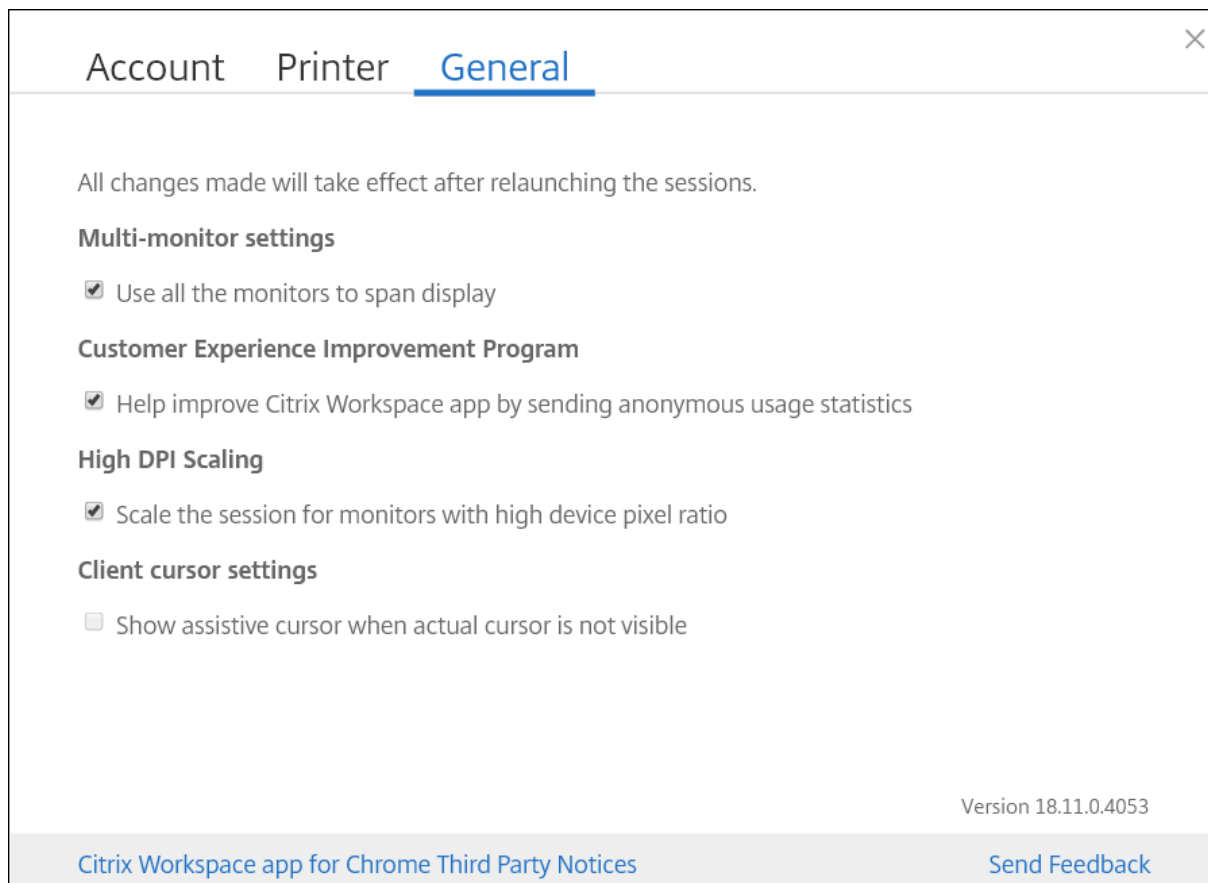 Account Printer General
All changes made will take effect after relaunching the sessions.
Multi-monitor settings
Use all the monitors to span display
Customer Experience Improvement Program
Help improve Citrix Workspace app by sending anonymous usage statistics
High DPI Scaling
Scale the session for monitors with high device pixel ratio
Client cursor settings
Show assistive cursor when actual cursor is not visible
Version 18.11.0.4053
Citrix Workspace app for Chrome Third Party Notices Send Feedback